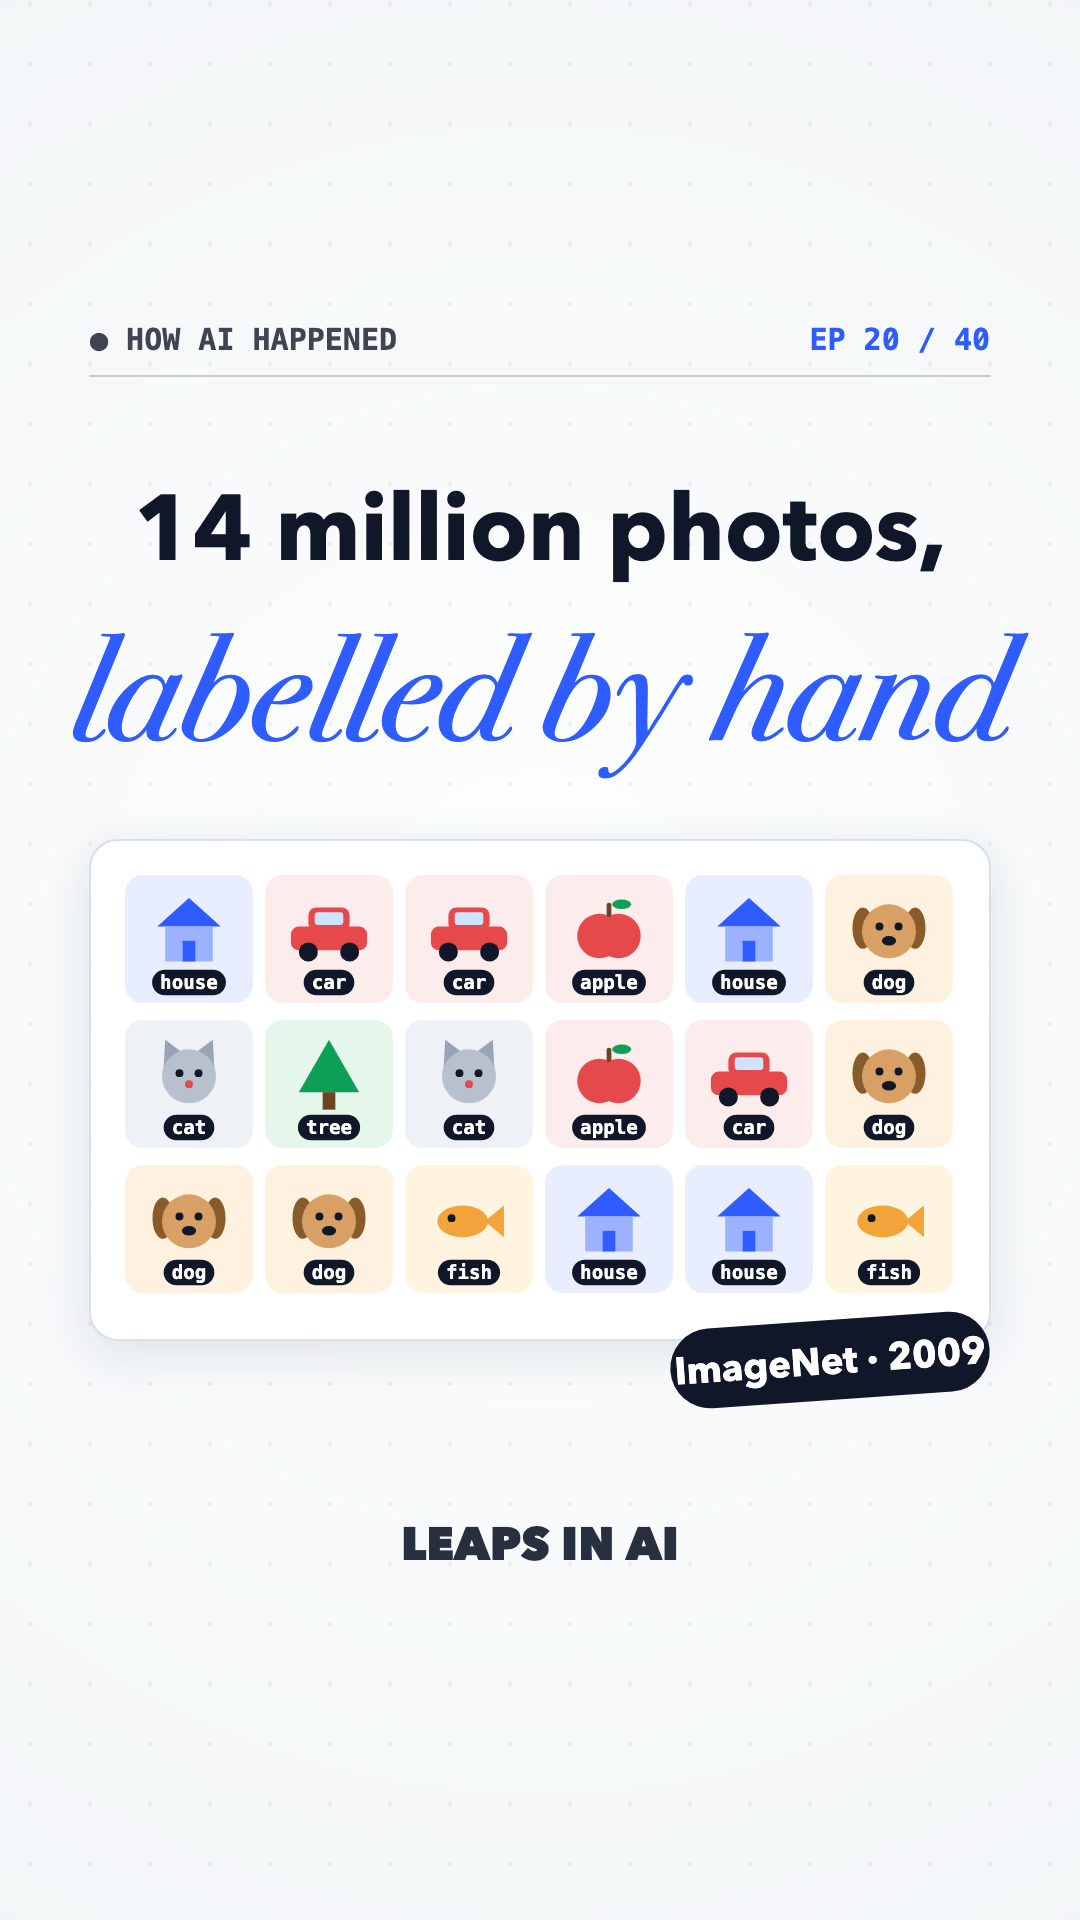 ● HOW AI HAPPENED EP 20 / 40
14 million photos,
labelled by hand
house car car apple house dog
cat tree cat apple car dog
dog dog fish house house fish
ImageNet · 2009
LEAPS IN AI